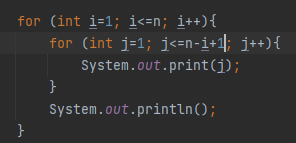 for (int i=1; i<=n; i++){
for (int j=1; j<=n-i+1; j++){
System.out.print(j);
}
System.out.println();
}